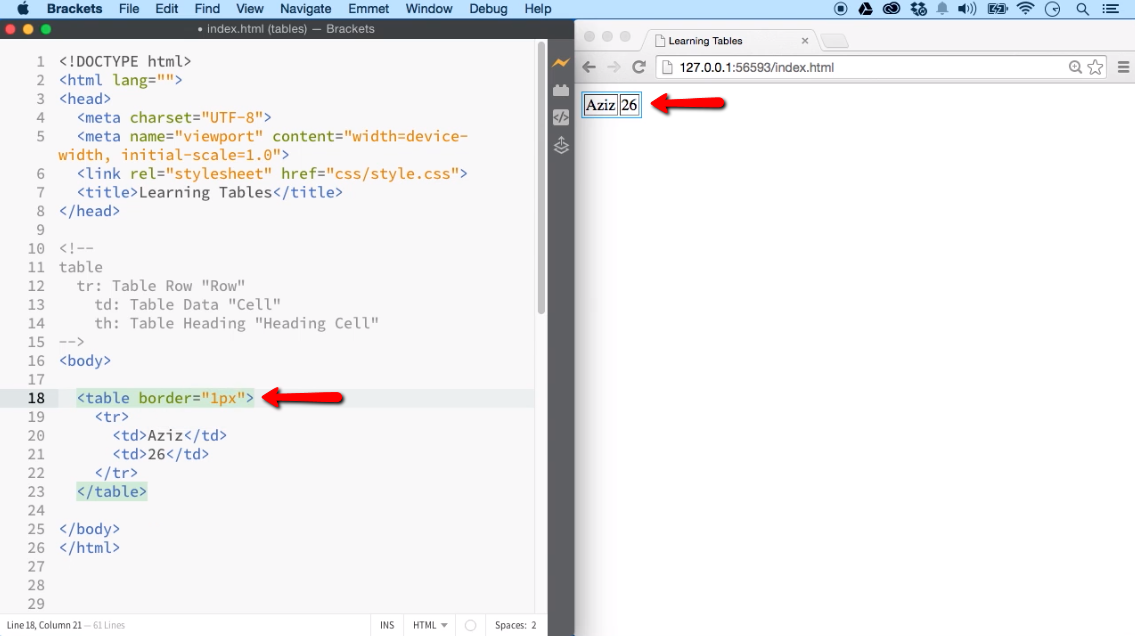 Brackets File Edit Find View Navigate Emmet Window Debug Help
• index.html (tables) — Brackets
1 <!DOCTYPE html>
2 <html lang="">
3 <head>
4 <meta charset="UTF-8">
5 <meta name="viewport" content="width=device-
width, initial-scale=1.0">
6 <link rel="stylesheet" href="css/style.css">
7 <title>Learning Tables</title>
8 </head>
9
10 <!--
11 table
12 tr: Table Row "Row"
13 td: Table Data "Cell"
14 th: Table Heading "Heading Cell"
15 -->
16 <body>
17
18 <table border="1px">
19 <tr>
20 <td>Aziz</td>
21 <td>26</td>
22 </tr>
23 </table>
24
25 </body>
26 </html>
27
28
29
Line 18, Column 21 — 61 Lines
INS HTML Spaces: 2
Learning Tables
127.0.0.1:56593/index.html
Aziz 26